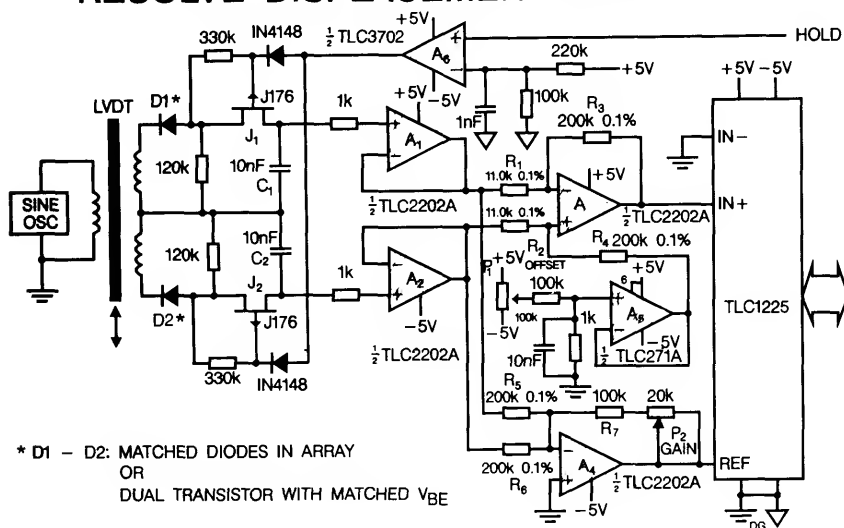 330k
IN4148
½ TLC3702
+5V
A6
HOLD
220k
+5V
-5V
1nF
100k
+5V -5V
LVDT
D1*
J176
J1
1k
+5V
A1
R3
200k 0.1%
IN-
120k
10nF
C1
R1
11.0k 0.1%
+5V
A
IN+
SINE
OSC
½ TLC2202A
11.0k 0.1%
½ TLC2202A
120k
10nF
C2
R2
R4 200k 0.1%
J2
1k
A2
P1
+5V
OFFSET
+5V
100k
100k
6
TLC1225
D2*
J176
-5V
-5V
1k
A5
-5V
½ TLC2202A
10nF
½ TLC271A
330k
IN4148
R5
200k 0.1%
100k
20k
R7
P2
GAIN
* D1 – D2: MATCHED DIODES IN ARRAY
OR
DUAL TRANSISTOR WITH MATCHED VBE
200k 0.1%
R6
A4
½ TLC2202A
-5V
REF
DG